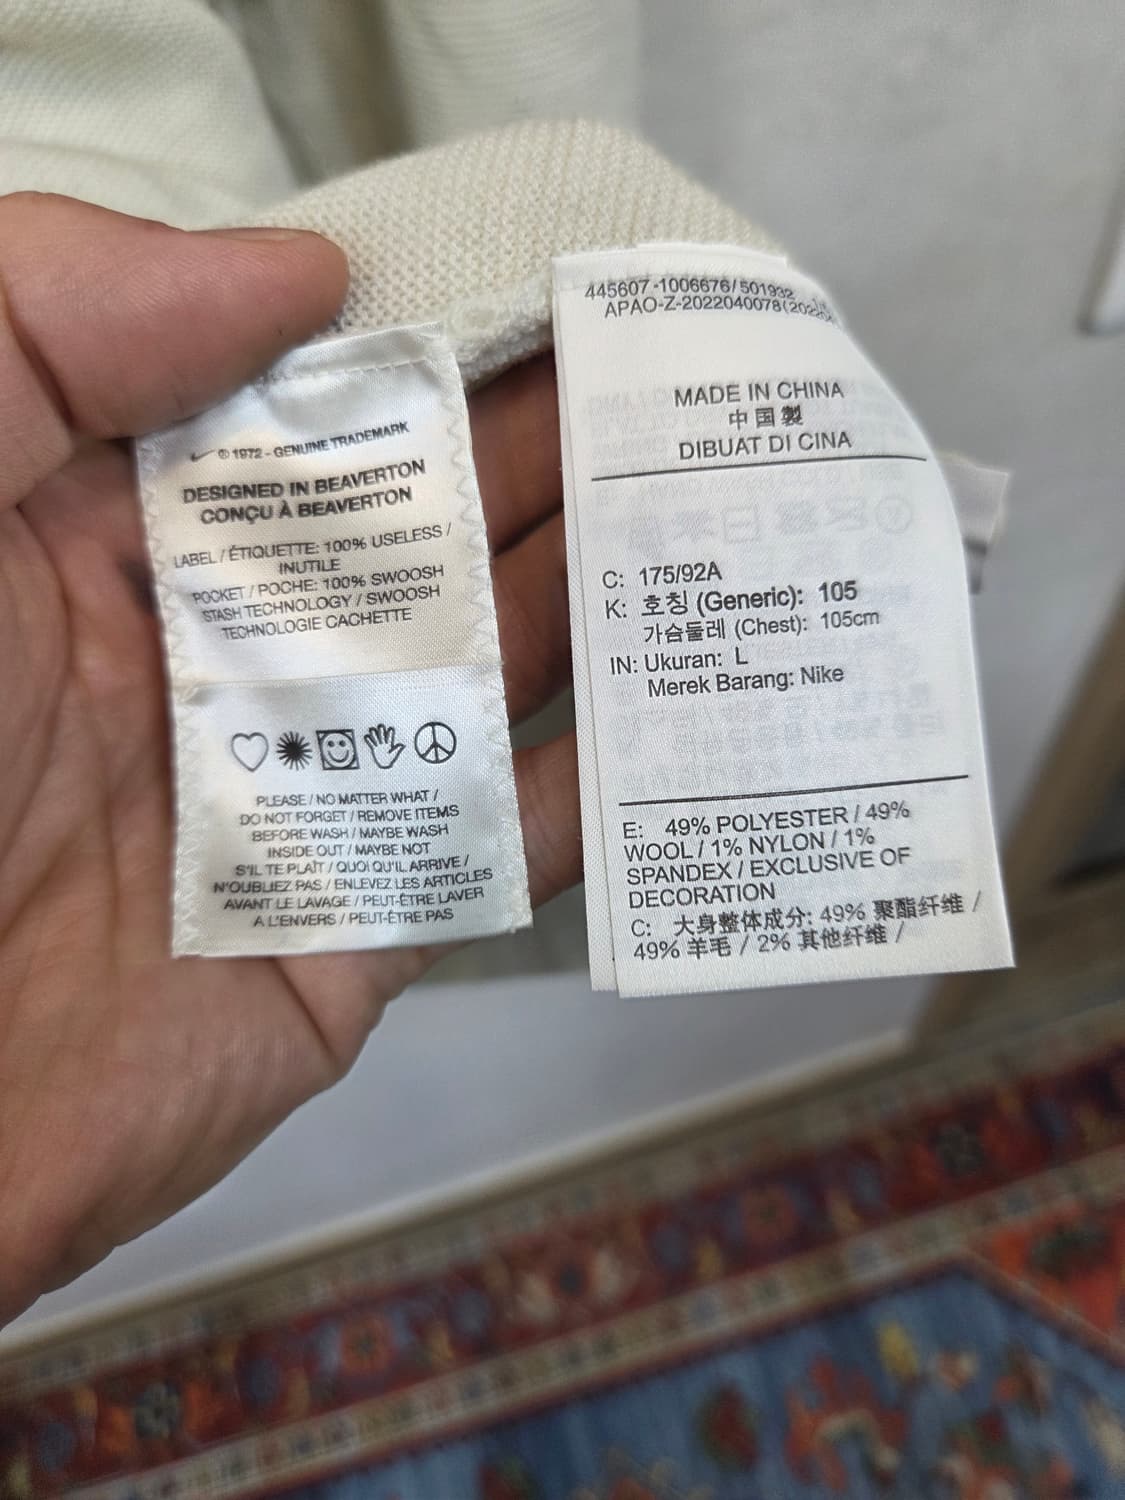 ® 1972 - GENUINE TRADEMARK
DESIGNED IN BEAVERTON
CONÇU À BEAVERTON
LABEL / ÉTIQUETTE: 100% USELESS /
INUTILE
POCKET / POCHE: 100% SWOOSH
STASH TECHNOLOGY / SWOOSH
TECHNOLOGIE CACHETTE
PLEASE / NO MATTER WHAT /
DO NOT FORGET / REMOVE ITEMS
BEFORE WASH / MAYBE WASH
INSIDE OUT / MAYBE NOT
S'IL TE PLAÎT / QUOI QU'IL ARRIVE /
N'OUBLIEZ PAS / ENLEVEZ LES ARTICLES
AVANT LE LAVAGE / PEUT-ÊTRE LAVER
A L'ENVERS / PEUT-ÊTRE PAS
445607-1006676/501932
APAO-Z-2022040078
MADE IN CHINA
中国製
DIBUAT DI CINA
C: 175/92A
K: 호칭 (Generic): 105
가슴둘레 (Chest): 105cm
IN: Ukuran: L
Merek Barang: Nike
E: 49% POLYESTER / 49%
WOOL / 1% NYLON / 1%
SPANDEX / EXCLUSIVE OF
DECORATION
C: 大身整体成分: 49% 聚酯纤维 /
49% 羊毛 / 2% 其他纤维 /